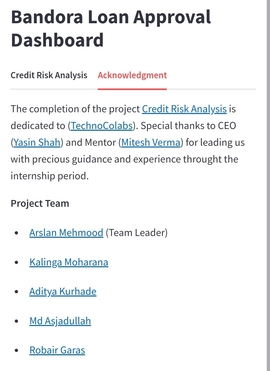 Bandora Loan Approval
Dashboard
Credit Risk Analysis Acknowledgment
The completion of the project Credit Risk Analysis is
dedicated to (TechnoColabs). Special thanks to CEO
(Yasin Shah) and Mentor (Mitesh Verma) for leading us
with precious guidance and experience throught the
internship period.
Project Team
• Arslan Mehmood (Team Leader)
• Kalinga Moharana
• Aditya Kurhade
• Md Asjadullah
• Robair Garas